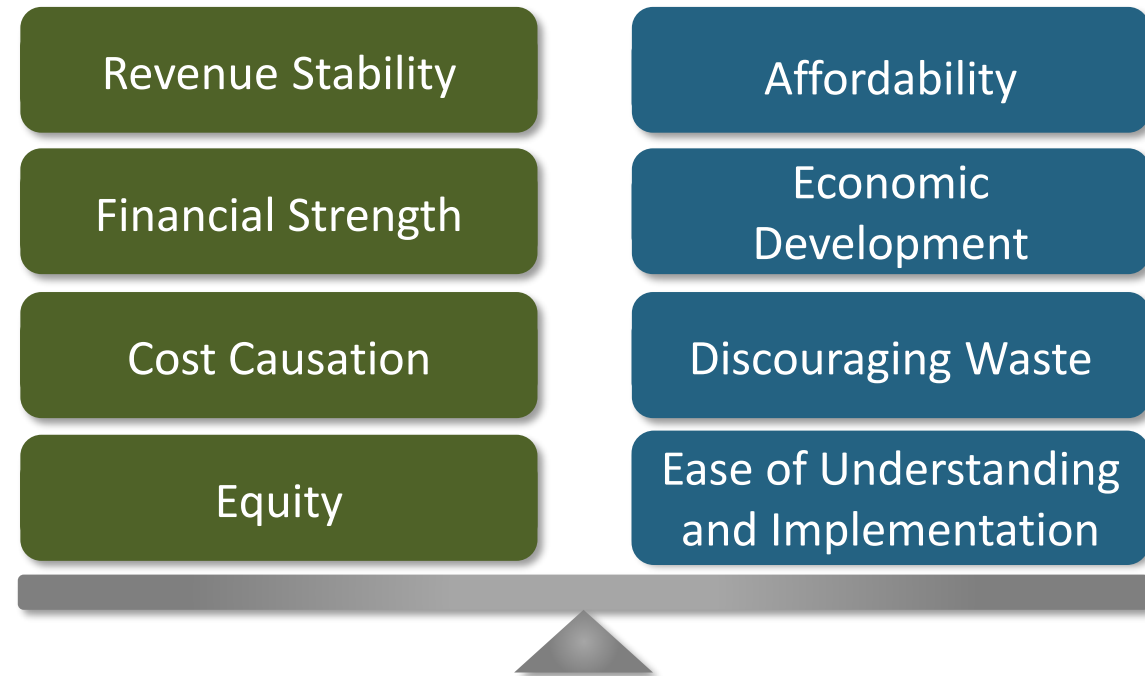 Revenue Stability
Financial Strength
Cost Causation
Equity
Affordability
Economic
Development
Discouraging Waste
Ease of Understanding
and Implementation